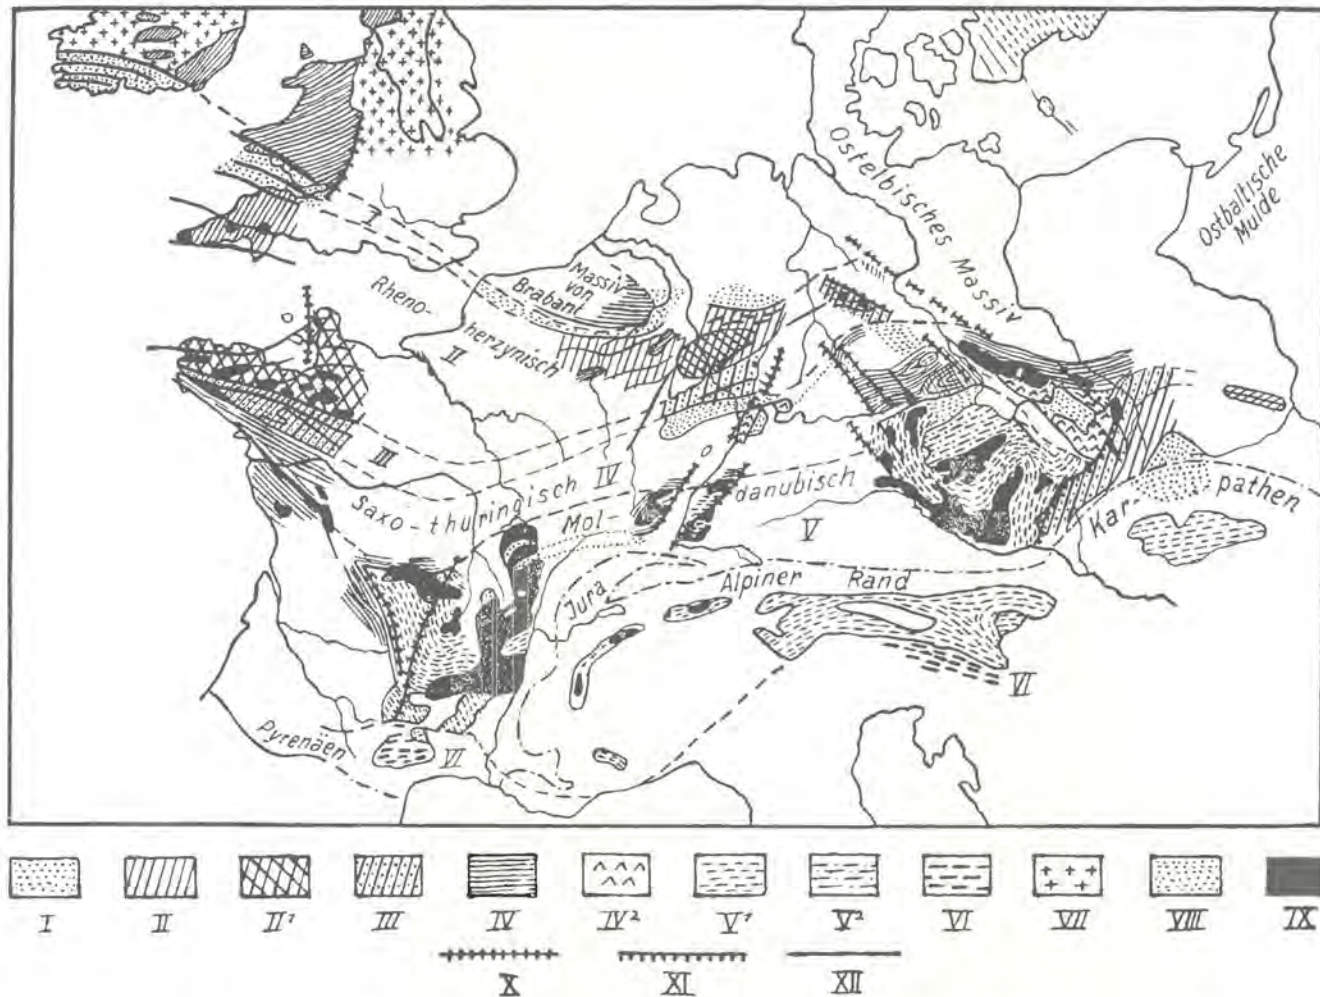 Ostelbisches Massiv
Ostbaltische
Mulde
I
Massiv
von
Brabant
Rheno-
herzynisch
II
III
Saxo-thuringisch IV
Mol-
danubisch
V
Kar-
pathen
Jura
Alpiner Rand
VI
Pyrenäen
VI
I II II¹ III IV IV² V¹ V² VI VII VIII IX
X XI XII